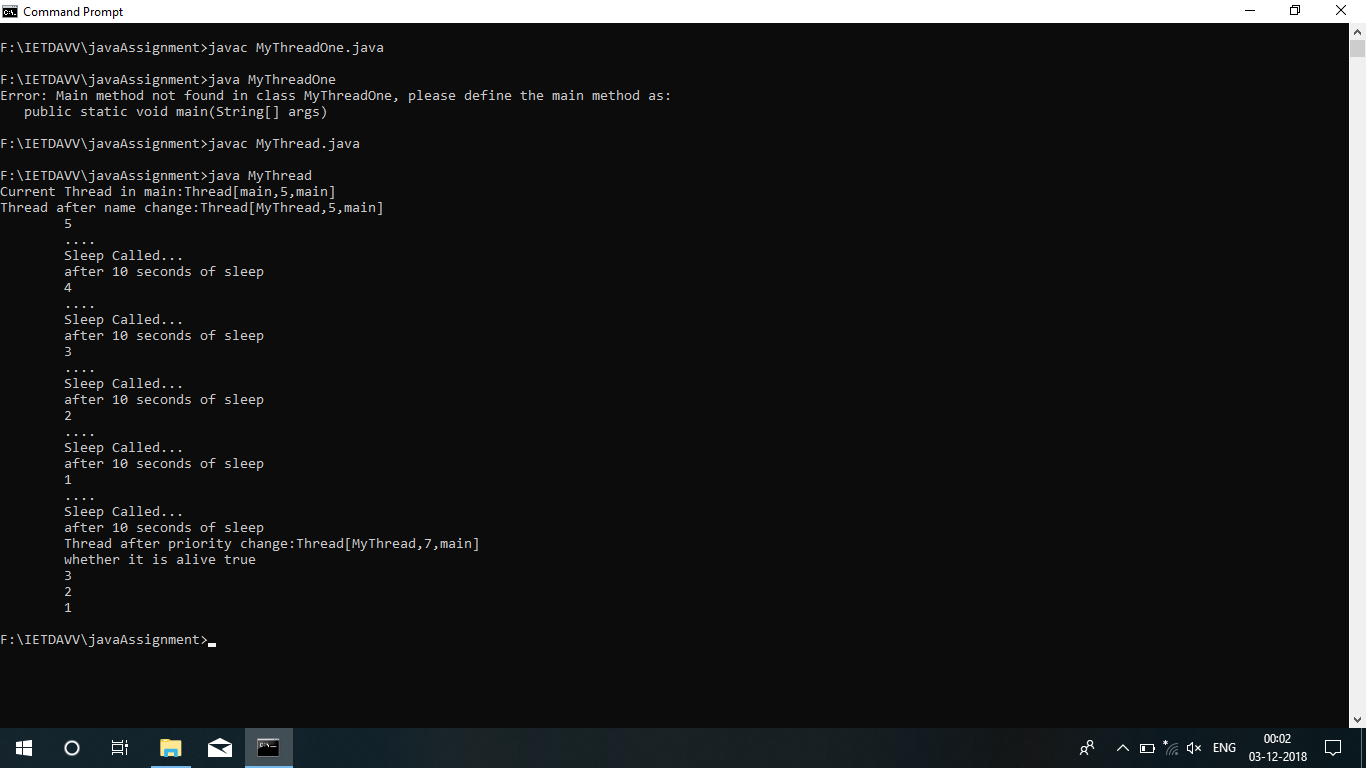 Command Prompt
F:\IETDAVV\javaAssignment>javac MyThreadOne.java
F:\IETDAVV\javaAssignment>java MyThreadOne
Error: Main method not found in class MyThreadOne, please define the main method as:
   public static void main(String[] args)
F:\IETDAVV\javaAssignment>javac MyThread.java
F:\IETDAVV\javaAssignment>java MyThread
Current Thread in main:Thread[main,5,main]
Thread after name change:Thread[MyThread,5,main]
        5
        ....
        Sleep Called...
        after 10 seconds of sleep
        4
        ....
        Sleep Called...
        after 10 seconds of sleep
        3
        ....
        Sleep Called...
        after 10 seconds of sleep
        2
        ....
        Sleep Called...
        after 10 seconds of sleep
        1
        ....
        Sleep Called...
        after 10 seconds of sleep
        Thread after priority change:Thread[MyThread,7,main]
        whether it is alive true
        3
        2
        1
F:\IETDAVV\javaAssignment>
ENG
00:02
03-12-2018